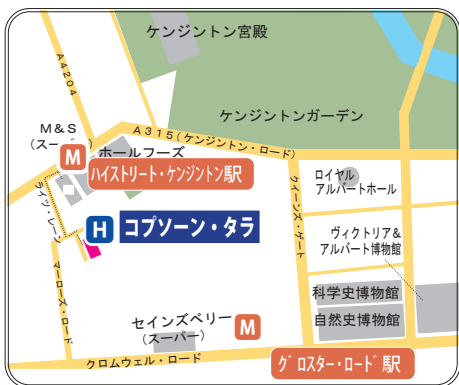 ケンジントン宮殿
A4204
ケンジントンガーデン
A315(ケンジントン・ロード)
M&S
(スーパー)
M
ホールフーズ
ハイストリート・ケンジントン駅
ロイヤル
アルバートホール
ライツ・レーン
クイーンズ・ゲート
H コプソーン・タラ
ヴィクトリア&
アルバート博物館
マーローズ・ロード
科学史博物館
自然史博物館
セインズベリー
(スーパー)
M
クロムウェル・ロード
グロスター・ロード駅